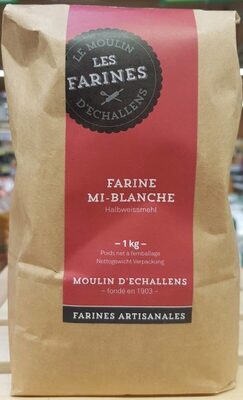 LE MOULIN
LES
FARINES
D'ECHALLENS
FARINE
MI-BLANCHE
Halbweissmehl
– 1 kg –
Poids net à l'emballage
Nettogewicht Verpackung
MOULIN D'ECHALLENS
– fondé en 1903 –
FARINES ARTISANALES